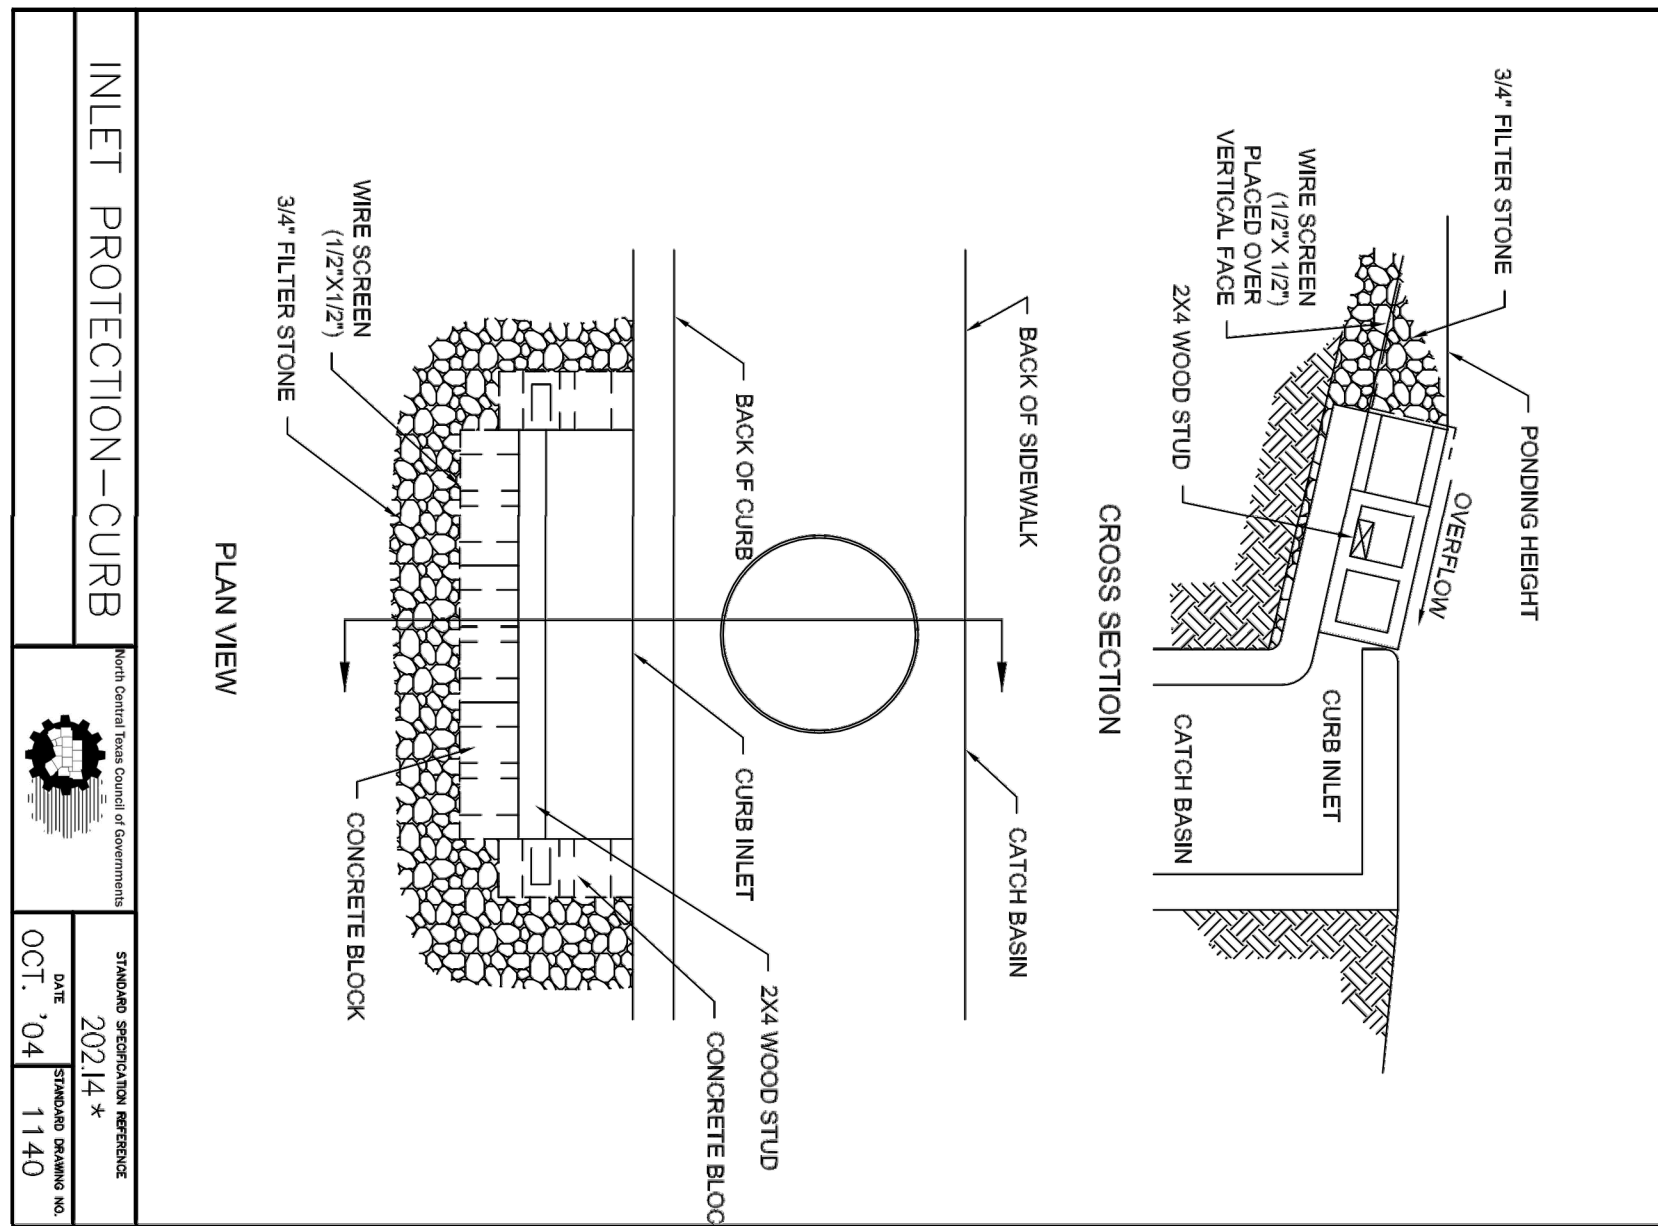 3/4" FILTER STONE
PONDING HEIGHT
WIRE SCREEN
(1/2"X 1/2")
PLACED OVER
VERTICAL FACE
2X4 WOOD STUD
OVERFLOW
CURB INLET
CATCH BASIN
CROSS SECTION
BACK OF SIDEWALK
CATCH BASIN
BACK OF CURB
CURB INLET
2X4 WOOD STUD
CONCRETE BLOC
WIRE SCREEN
(1/2"X1/2")
3/4" FILTER STONE
CONCRETE BLOCK
PLAN VIEW
INLET PROTECTION-CURB
North Central Texas Council of Governments
STANDARD SPECIFICATION REFERENCE
202.14*
DATE
OCT. '04
STANDARD DRAWING NO.
1140